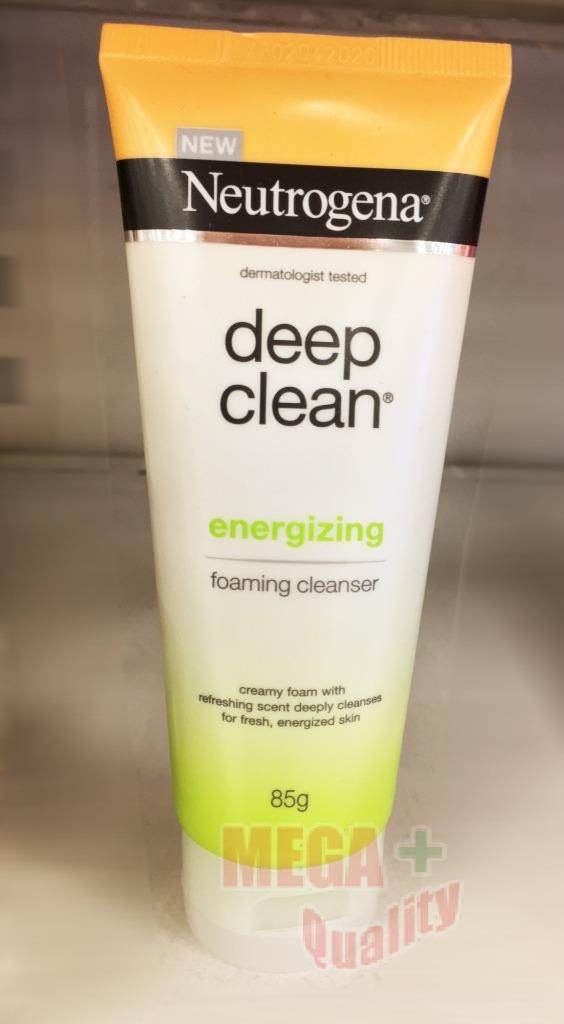 NEW
Neutrogena®
dermatologist tested
deep
clean®
energizing
foaming cleanser
creamy foam with
refreshing scent deeply cleanses
for fresh, energized skin
85g
MEGA +
Quality